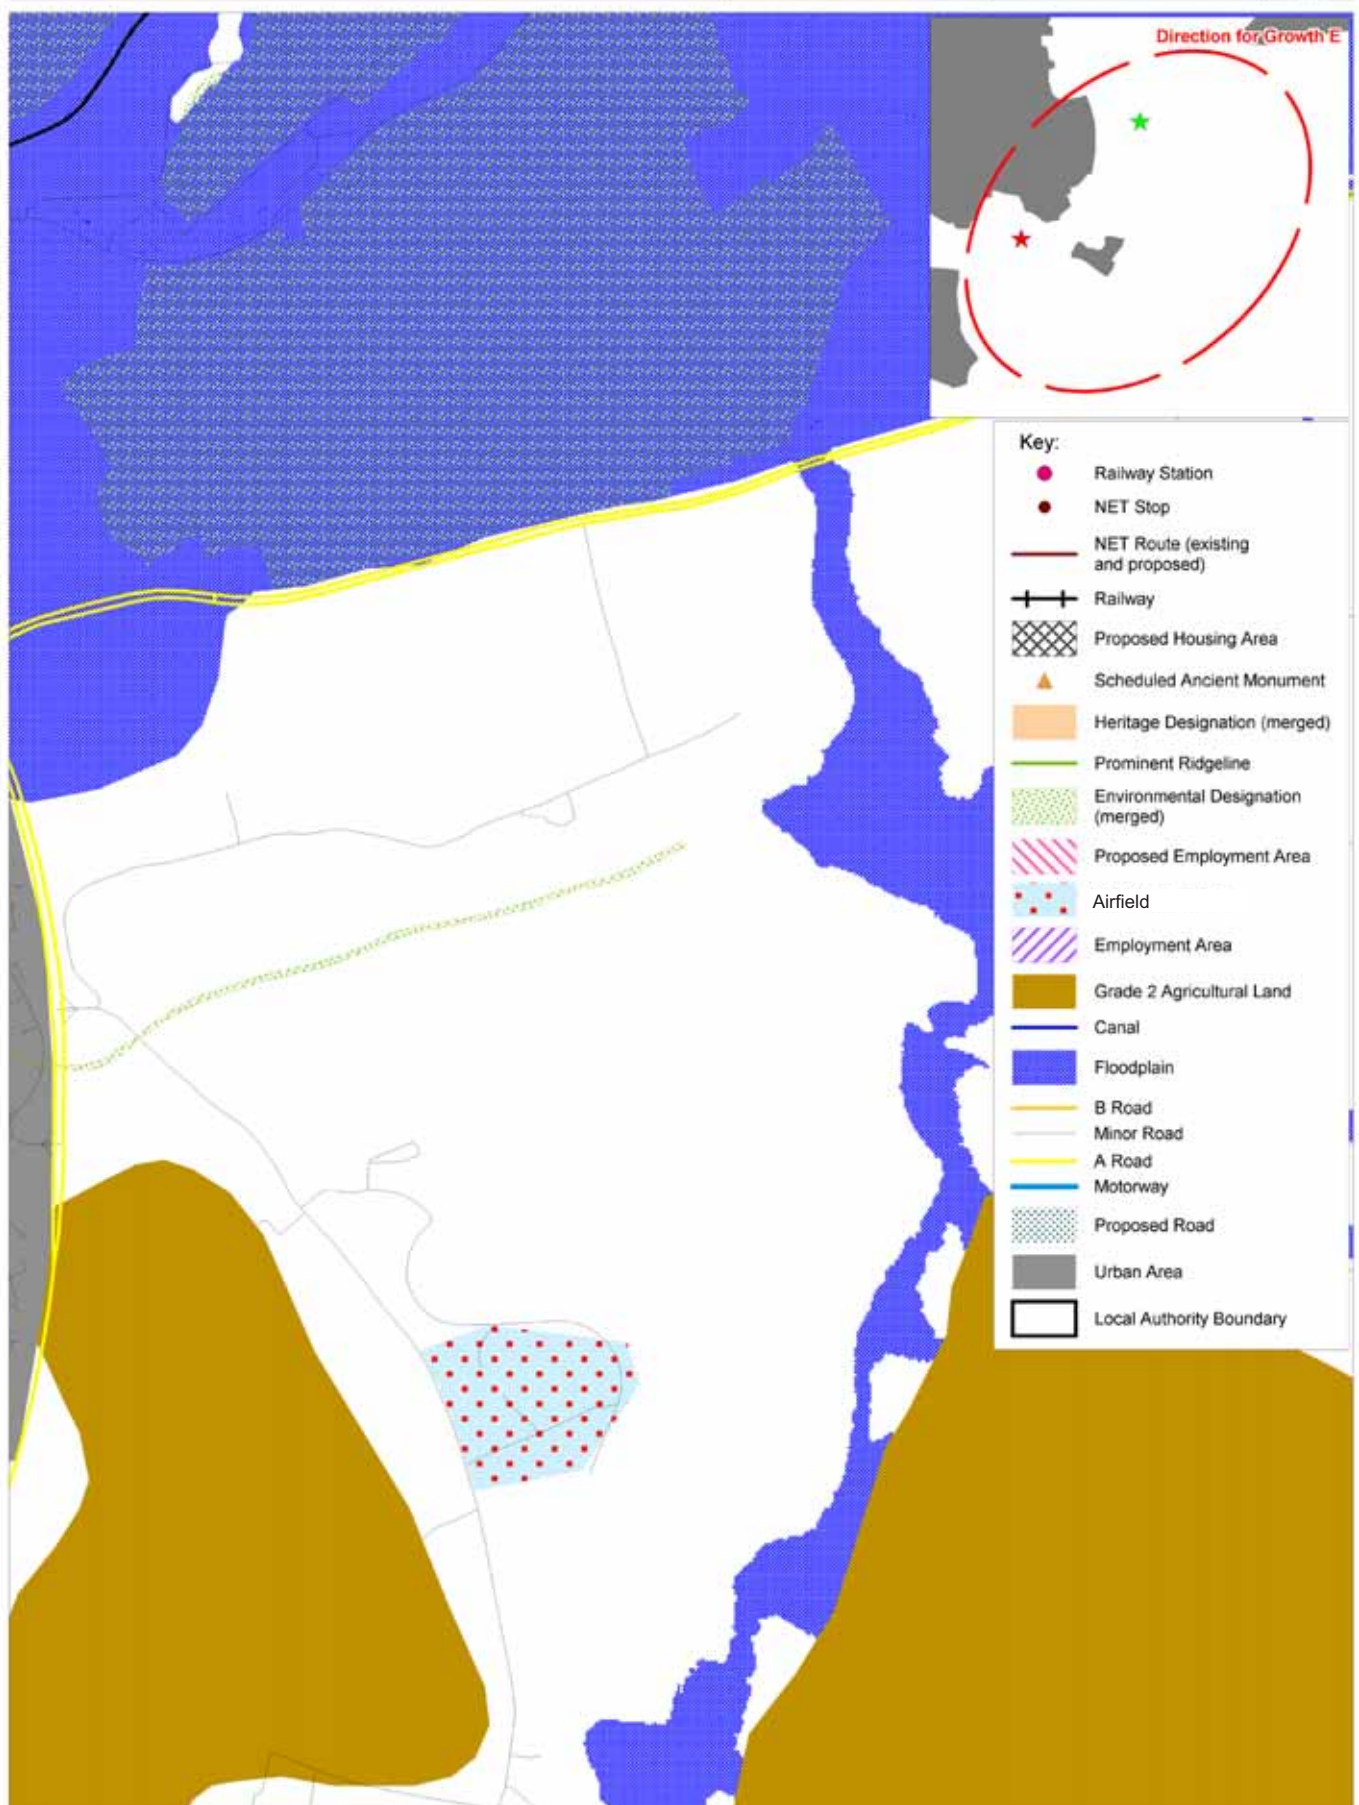 Direction for Growth E
Key:
Railway Station
NET Stop
NET Route (existing
and proposed)
Railway
Proposed Housing Area
Scheduled Ancient Monument
Heritage Designation (merged)
Prominent Ridgeline
Environmental Designation
(merged)
Proposed Employment Area
Airfield
Employment Area
Grade 2 Agricultural Land
Canal
Floodplain
B Road
Minor Road
A Road
Motorway
Proposed Road
Urban Area
Local Authority Boundary